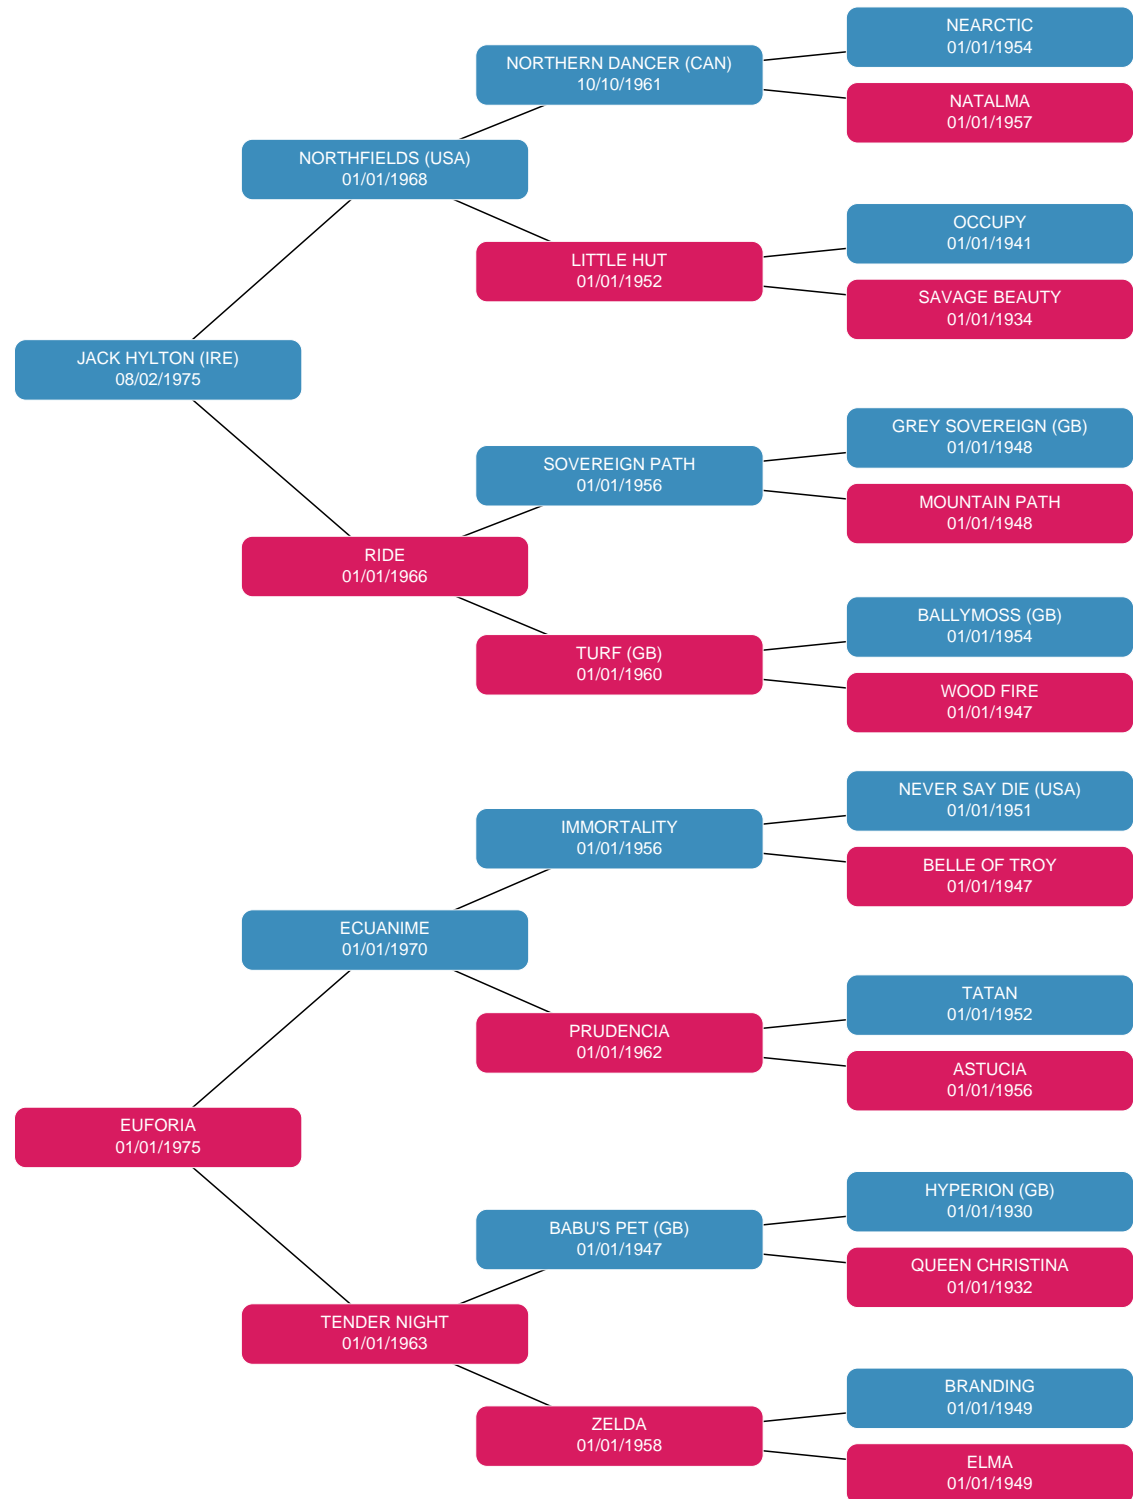 NEARCTIC
01/01/1954
NORTHERN DANCER (CAN)
10/10/1961
NATALMA
01/01/1957
NORTHFIELDS (USA)
01/01/1968
OCCUPY
01/01/1941
LITTLE HUT
01/01/1952
SAVAGE BEAUTY
01/01/1934
JACK HYLTON (IRE)
08/02/1975
GREY SOVEREIGN (GB)
01/01/1948
SOVEREIGN PATH
01/01/1956
MOUNTAIN PATH
01/01/1948
RIDE
01/01/1966
BALLYMOSS (GB)
01/01/1954
TURF (GB)
01/01/1960
WOOD FIRE
01/01/1947
NEVER SAY DIE (USA)
01/01/1951
IMMORTALITY
01/01/1956
BELLE OF TROY
01/01/1947
ECUANIME
01/01/1970
TATAN
01/01/1952
PRUDENCIA
01/01/1962
ASTUCIA
01/01/1956
EUFORIA
01/01/1975
HYPERION (GB)
01/01/1930
BABU'S PET (GB)
01/01/1947
QUEEN CHRISTINA
01/01/1932
TENDER NIGHT
01/01/1963
BRANDING
01/01/1949
ZELDA
01/01/1958
ELMA
01/01/1949